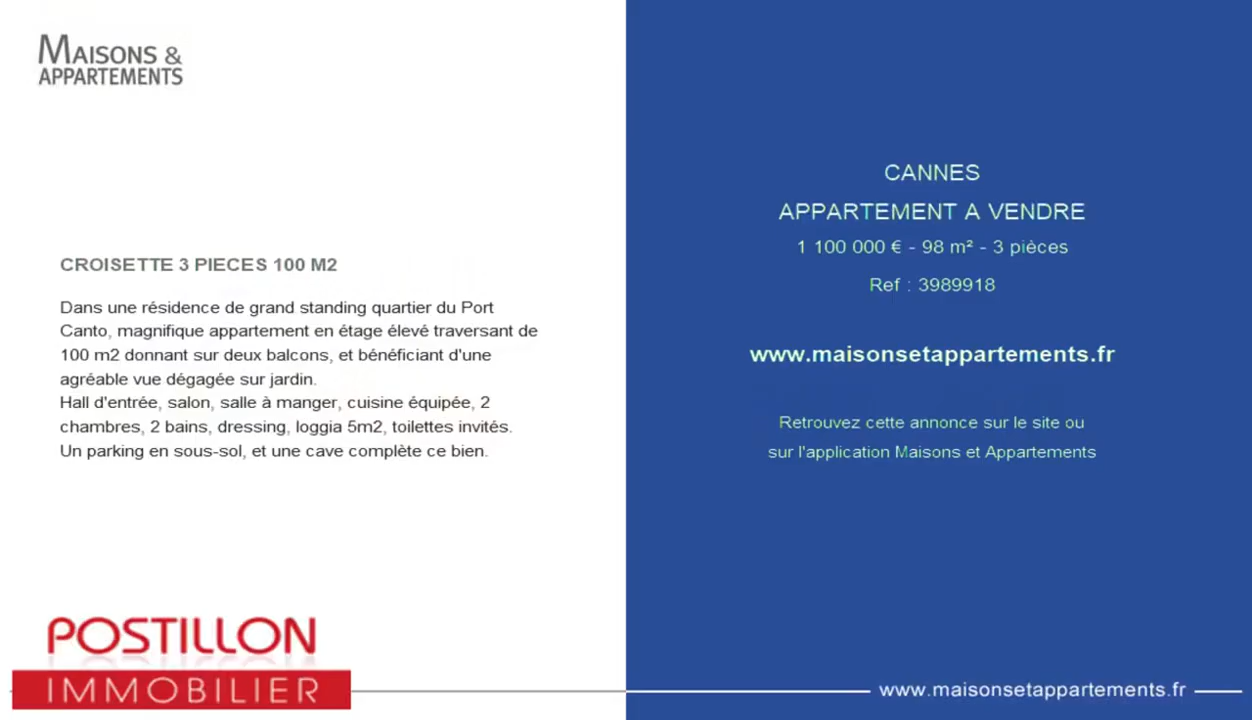 MAISONS &
APPARTEMENTS
CROISETTE 3 PIECES 100 M2
Dans une résidence de grand standing quartier du Port
Canto, magnifique appartement en étage élevé traversant de
100 m2 donnant sur deux balcons, et bénéficiant d'une
agréable vue dégagée sur jardin.
Hall d'entrée, salon, salle à manger, cuisine équipée, 2
chambres, 2 bains, dressing, loggia 5m2, toilettes invités.
Un parking en sous-sol, et une cave complète ce bien.
POSTILLON
IMMOBILIER
CANNES
APPARTEMENT A VENDRE
1 100 000 € - 98 m² - 3 pièces
Ref : 3989918
www.maisonsetappartements.fr
Retrouvez cette annonce sur le site ou
sur l'application Maisons et Appartements
www.maisonsetappartements.fr